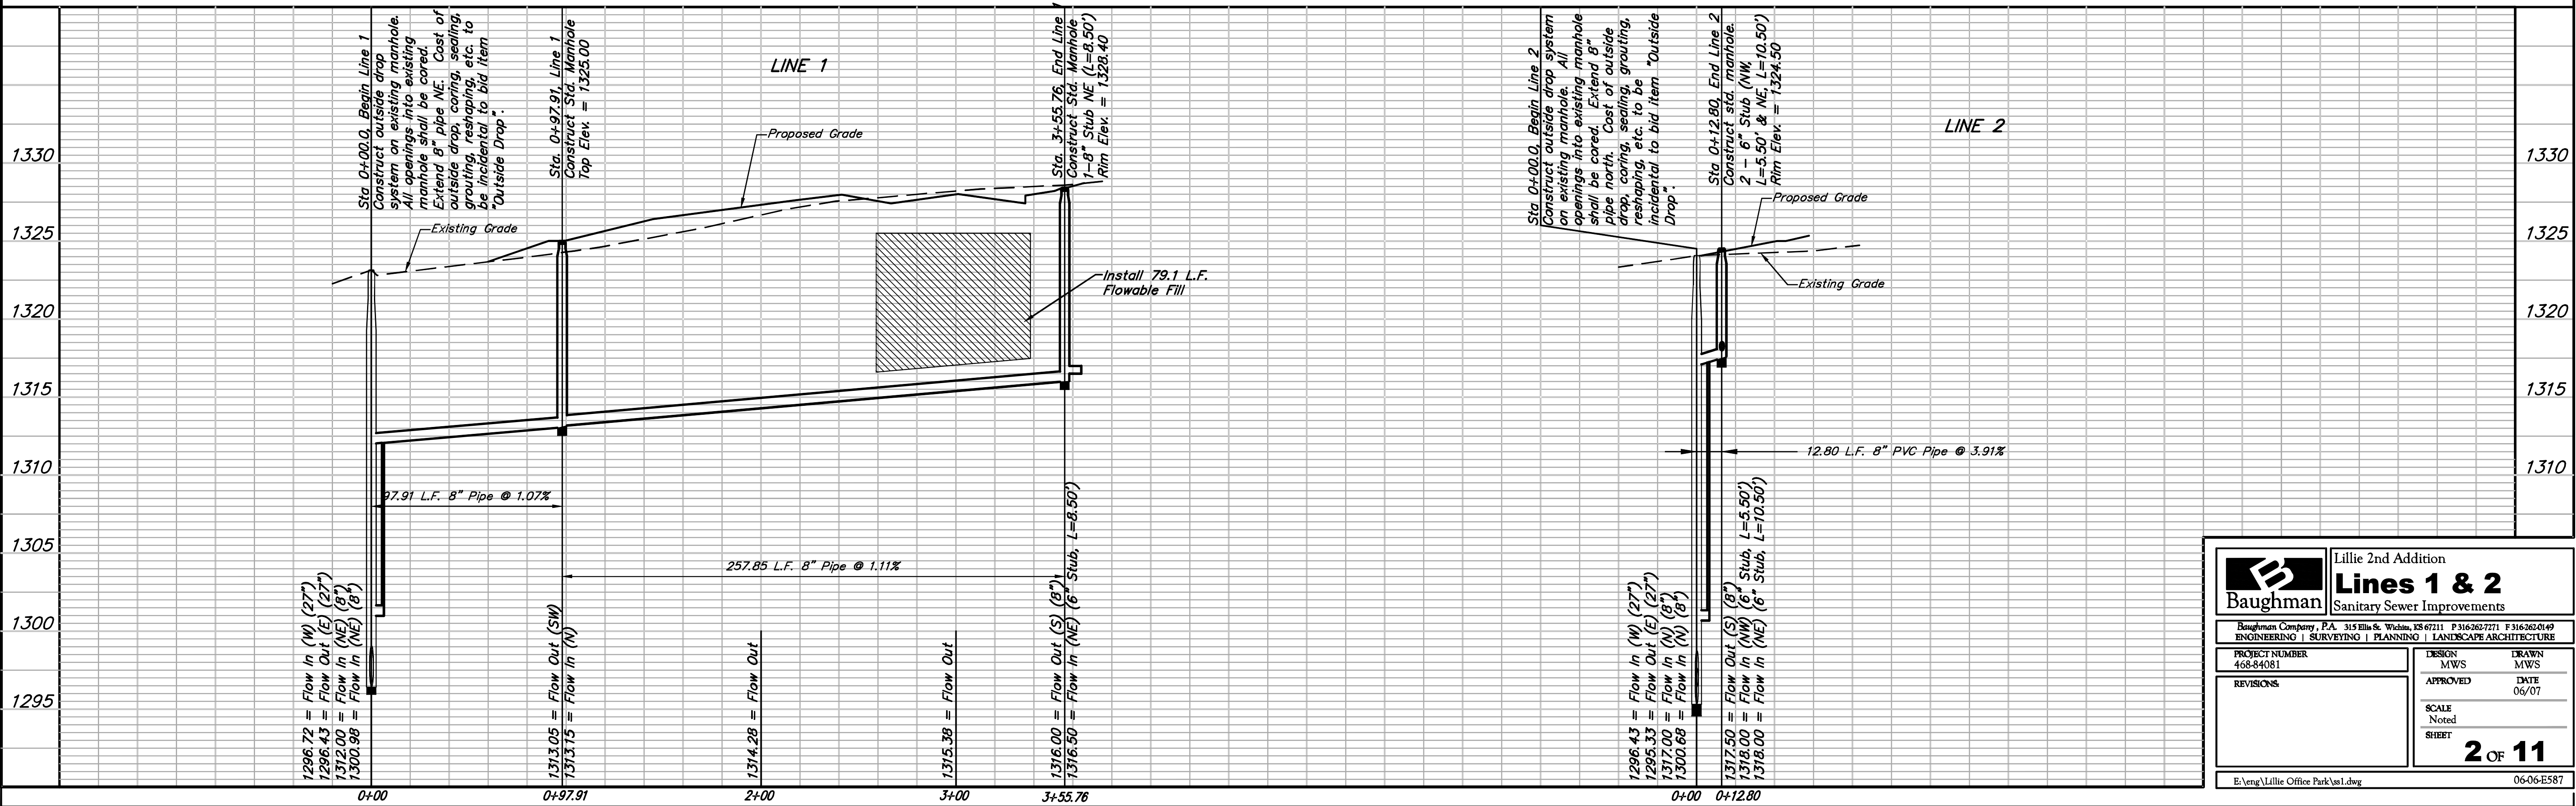 Sta 0+00.0, Begin Line 1
Construct outside drop
system on existing manhole.
All openings into existing
manhole shall be cored.
Extend 8" pipe NE. Cost of
outside drop, coring, sealing,
grouting, reshaping, etc. to
be incidental to bid item
"Outside Drop".
Sta. 0+97.91, Line 1
Construct Std. Manhole
Top Elev. = 1325.00
LINE 1
Sta. 3+55.76, End Line 1
Construct Std. Manhole
1-8" Stub NE (L=8.50')
Rim Elev. = 1328.40
Sta 0+00.0, Begin Line 2
Construct outside drop system
on existing manhole. All
openings into existing manhole
shall be cored. Extend 8"
pipe north. Cost of outside
drop, coring, sealing, grouting,
reshaping, etc. to be
incidental to bid item "Outside
Drop".
Sta 0+12.80, End Line 2
Construct std. manhole.
2 - 6" Stub (NW,
L=5.50' & NE, L=10.50')
Rim Elev. = 1324.50
LINE 2
1330
1325
1320
1315
1310
1305
1300
1295
1330
1325
1320
1315
1310
Existing Grade
Proposed Grade
Install 79.1 L.F.
Flowable Fill
Proposed Grade
Existing Grade
97.91 L.F. 8" Pipe @ 1.07%
257.85 L.F. 8" Pipe @ 1.11%
12.80 L.F. 8" PVC Pipe @ 3.91%
1296.72 = Flow In (W) (27")
1296.43 = Flow Out (E) (27")
1312.00 = Flow In (NE) (8")
1300.98 = Flow In (NE) (8")
1313.05 = Flow Out (SW)
1313.15 = Flow In (N)
1314.28 = Flow Out
1315.38 = Flow Out
1316.00 = Flow Out (S) (8")
1316.50 = Flow In (NE) (6" Stub, L=8.50')
1296.43 = Flow In (W) (27")
1295.33 = Flow Out (E) (27")
1317.00 = Flow In (N) (8")
1300.68 = Flow In (N) (8")
1317.50 = Flow Out (S) (8")
1318.00 = Flow In (NW) (6" Stub, L=5.50')
1318.00 = Flow In (NE) (6" Stub, L=10.50')
0+00
0+97.91
2+00
3+00
3+55.76
0+00
0+12.80
Baughman
Lillie 2nd Addition
Lines 1 & 2
Sanitary Sewer Improvements
Baughman Company, P.A. 315 Ellis St. Wichita, KS 67211 P 316-262-7271 F 316-262-0149
ENGINEERING | SURVEYING | PLANNING | LANDSCAPE ARCHITECTURE
PROJECT NUMBER
468-84081
REVISIONS:
DESIGN
MWS
DRAWN
MWS
APPROVED
DATE
06/07
SCALE
Noted
SHEET
2 OF 11
E:\eng\Lillie Office Park\ss1.dwg
06-06-E587